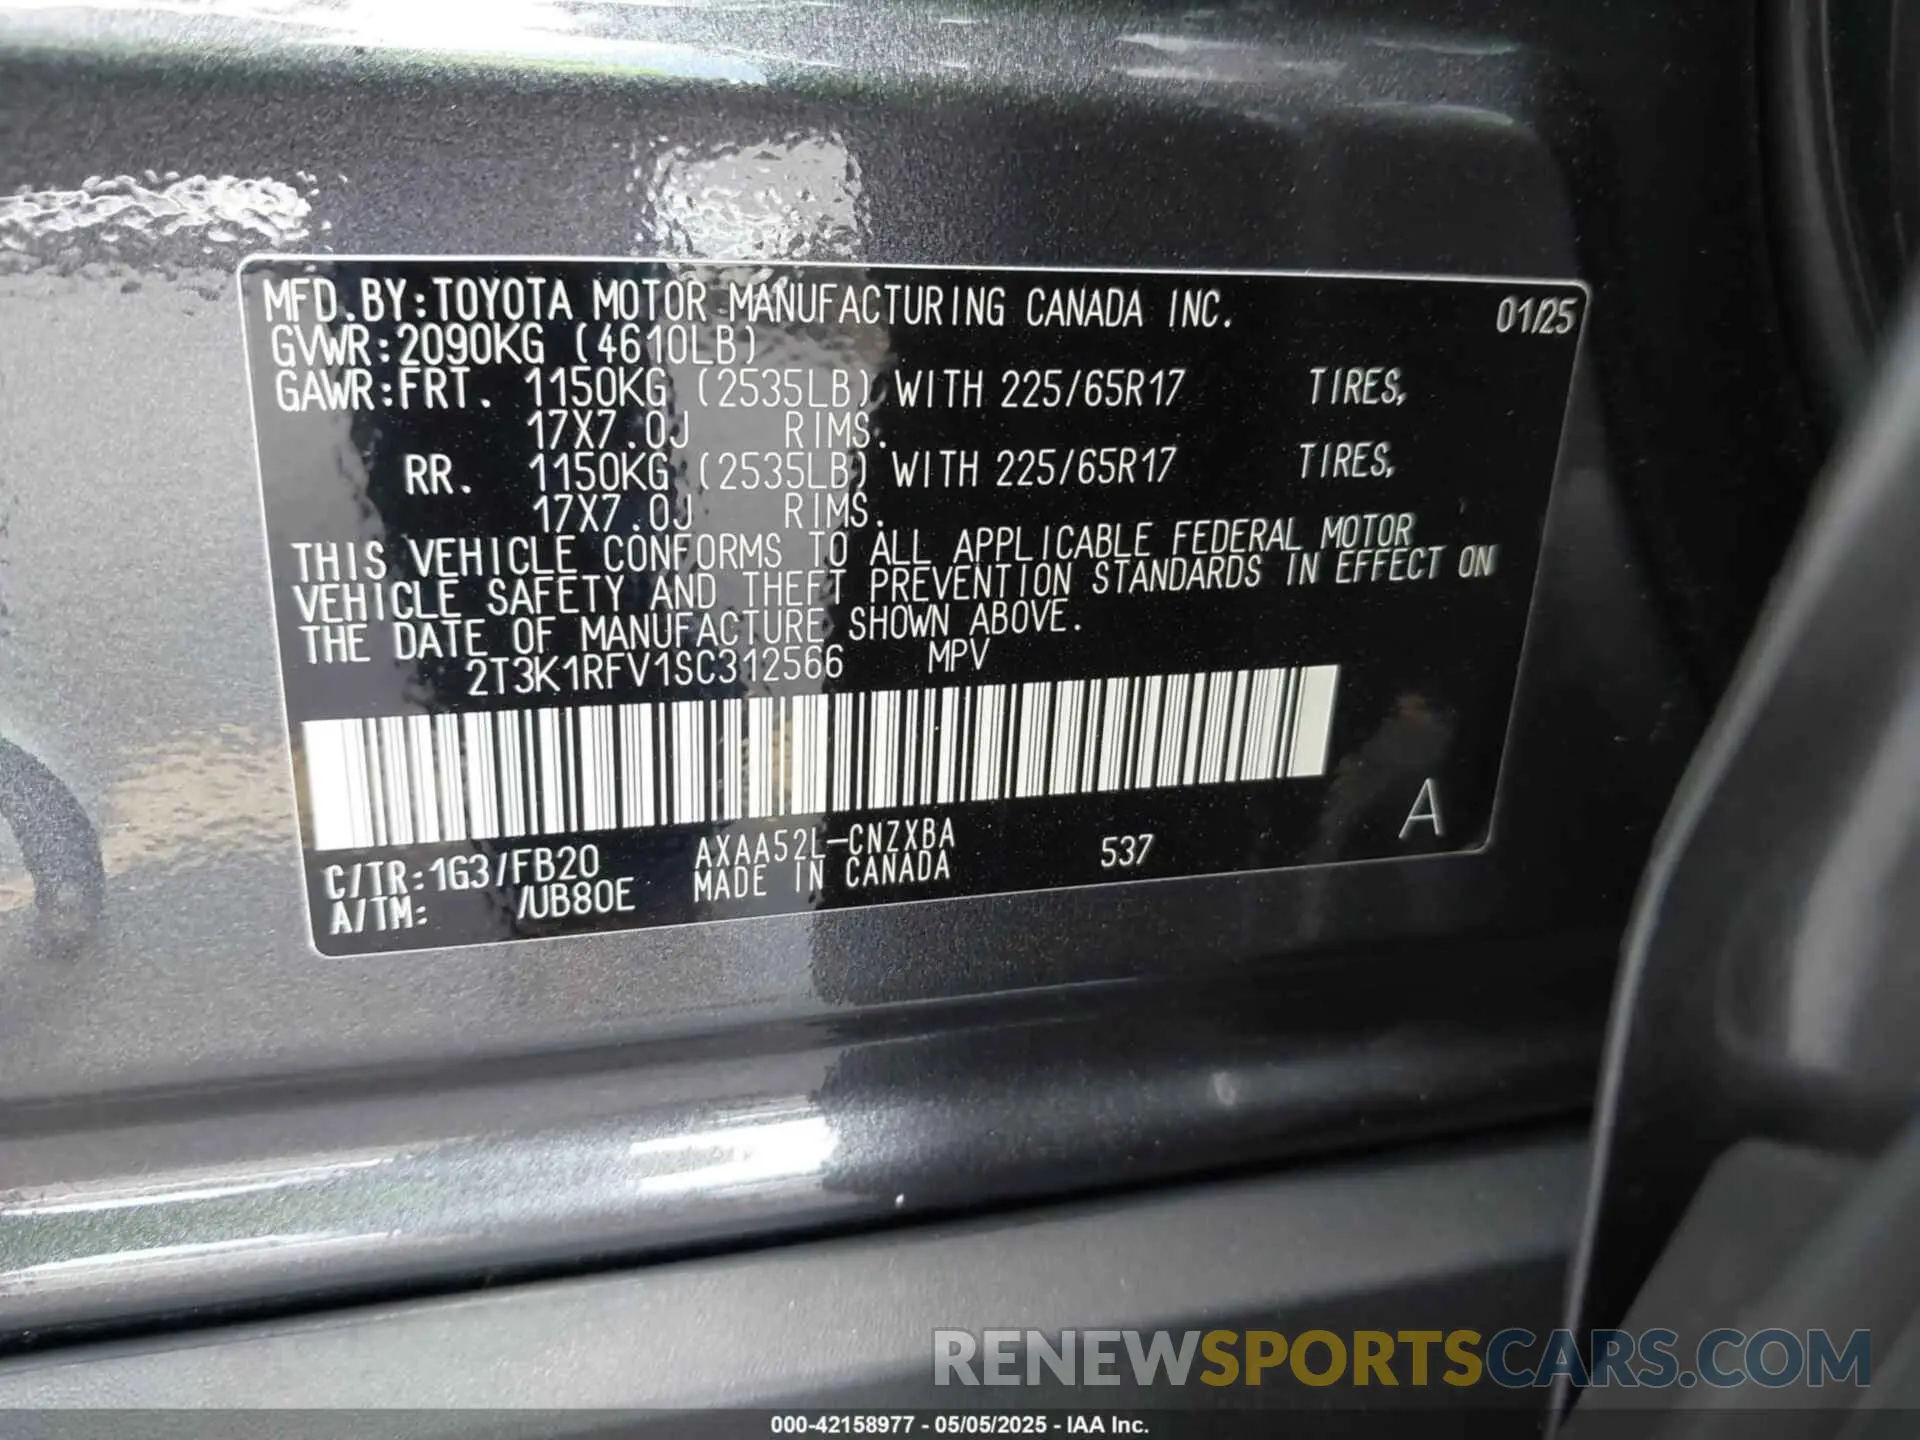 MFD.BY:TOYOTA MOTOR MANUFACTURING CANADA INC. 01/25
GVWR:2090KG (4610LB)
GAWR:FRT. 1150KG (2535LB) WITH 225/65R17 TIRES,
17X7.0J RIMS.
RR. 1150KG (2535LB) WITH 225/65R17 TIRES,
17X7.0J RIMS.
THIS VEHICLE CONFORMS TO ALL APPLICABLE FEDERAL MOTOR
VEHICLE SAFETY AND THEFT PREVENTION STANDARDS IN EFFECT ON
THE DATE OF MANUFACTURE SHOWN ABOVE.
2T3K1RFV1SC312566 MPV
A
C/TR:1G3/FB20 AXAA52L-CNZXBA 537
A/TM: /UB80E MADE IN CANADA
RENEWSPORTSCARS.COM
000-42158977 - 05/05/2025 - IAA Inc.